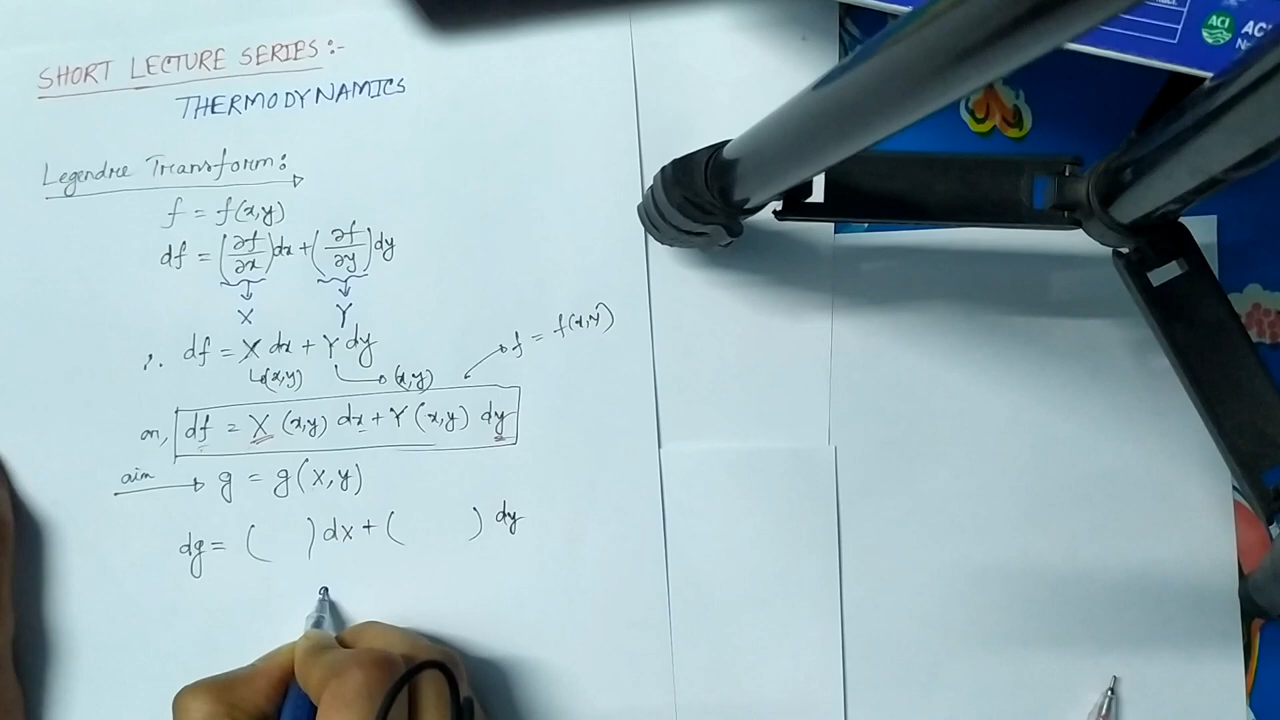 SHORT LECTURE SERIES :-
THERMODYNAMICS
Legendre Transform:
f = f(x,y)
df = (∂f/∂x)dx + (∂f/∂y)dy
X Y
∴ df = X dx + Y dy
(x,y) (x,y)
f = f(x,y)
or, df = X (x,y) dx + Y (x,y) dy
aim → g = g(X,y)
dg = ( )dX + ( ) dy
ACI